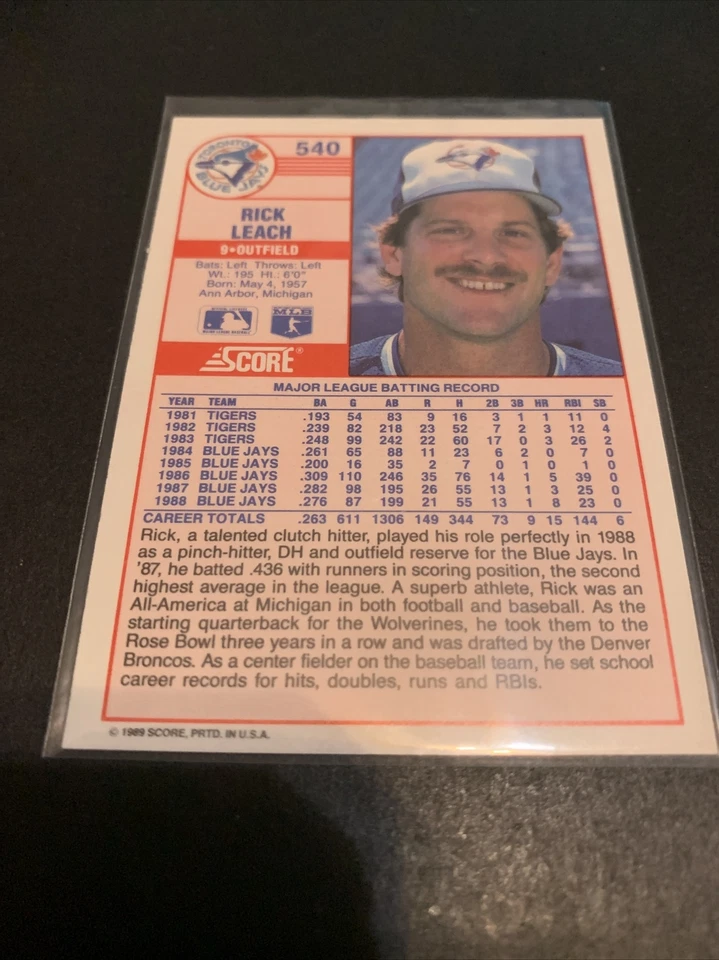 TORONTO
BLUE JAYS
540
RICK
LEACH
9•OUTFIELD
Bats: Left Throws: Left
Wt.: 195 Ht.: 6'0"
Born: May 4, 1957
Ann Arbor, Michigan
MLB
SCORE®
MAJOR LEAGUE BATTING RECORD
YEAR TEAM BA G AB R H 2B 3B HR RBI SB
1981 TIGERS .193 54 83 9 16 3 1 1 11 0
1982 TIGERS .239 82 218 23 52 7 2 3 12 4
1983 TIGERS .248 99 242 22 60 17 0 3 26 2
1984 BLUE JAYS .261 65 88 11 23 6 2 0 7 0
1985 BLUE JAYS .200 16 35 2 7 0 1 0 1 0
1986 BLUE JAYS .309 110 246 35 76 14 1 5 39 0
1987 BLUE JAYS .282 98 195 26 55 13 1 3 25 0
1988 BLUE JAYS .276 87 199 21 55 13 1 8 23 0
CAREER TOTALS .263 611 1306 149 344 73 9 15 144 6
Rick, a talented clutch hitter, played his role perfectly in 1988
as a pinch-hitter, DH and outfield reserve for the Blue Jays. In
'87, he batted .436 with runners in scoring position, the second
highest average in the league. A superb athlete, Rick was an
All-America at Michigan in both football and baseball. As the
starting quarterback for the Wolverines, he took them to the
Rose Bowl three years in a row and was drafted by the Denver
Broncos. As a center fielder on the baseball team, he set school
career records for hits, doubles, runs and RBIs.
© 1989 SCORE, PRTD. IN U.S.A.